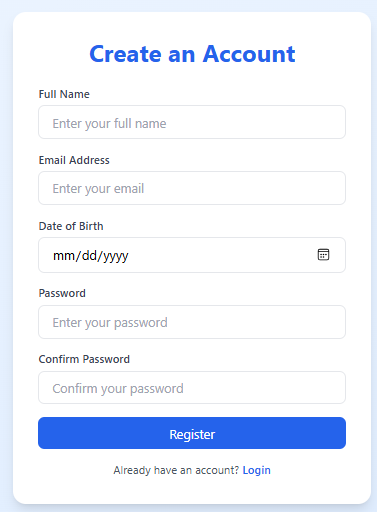 Create an Account
Full Name
Enter your full name
Email Address
Enter your email
Date of Birth
mm/dd/yyyy
Password
Enter your password
Confirm Password
Confirm your password
Register
Already have an account? Login